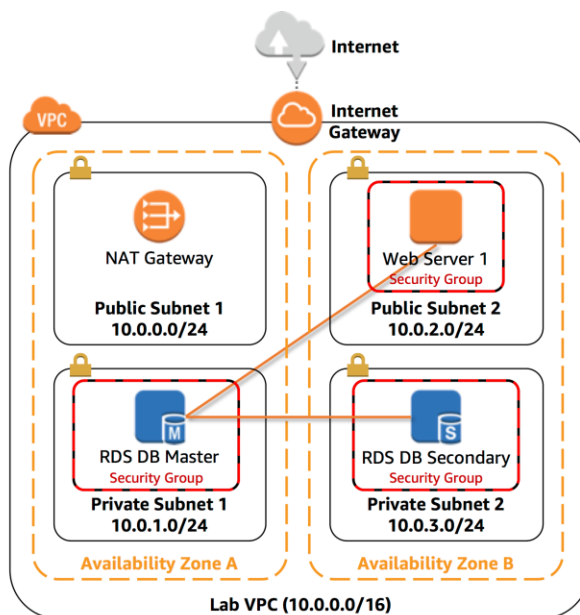 Internet
Internet
Gateway
VPC
NAT Gateway
Public Subnet 1
10.0.0.0/24
Web Server 1
Security Group
Public Subnet 2
10.0.2.0/24
M
RDS DB Master
Security Group
Private Subnet 1
10.0.1.0/24
S
RDS DB Secondary
Security Group
Private Subnet 2
10.0.3.0/24
Availability Zone A
Availability Zone B
Lab VPC (10.0.0.0/16)